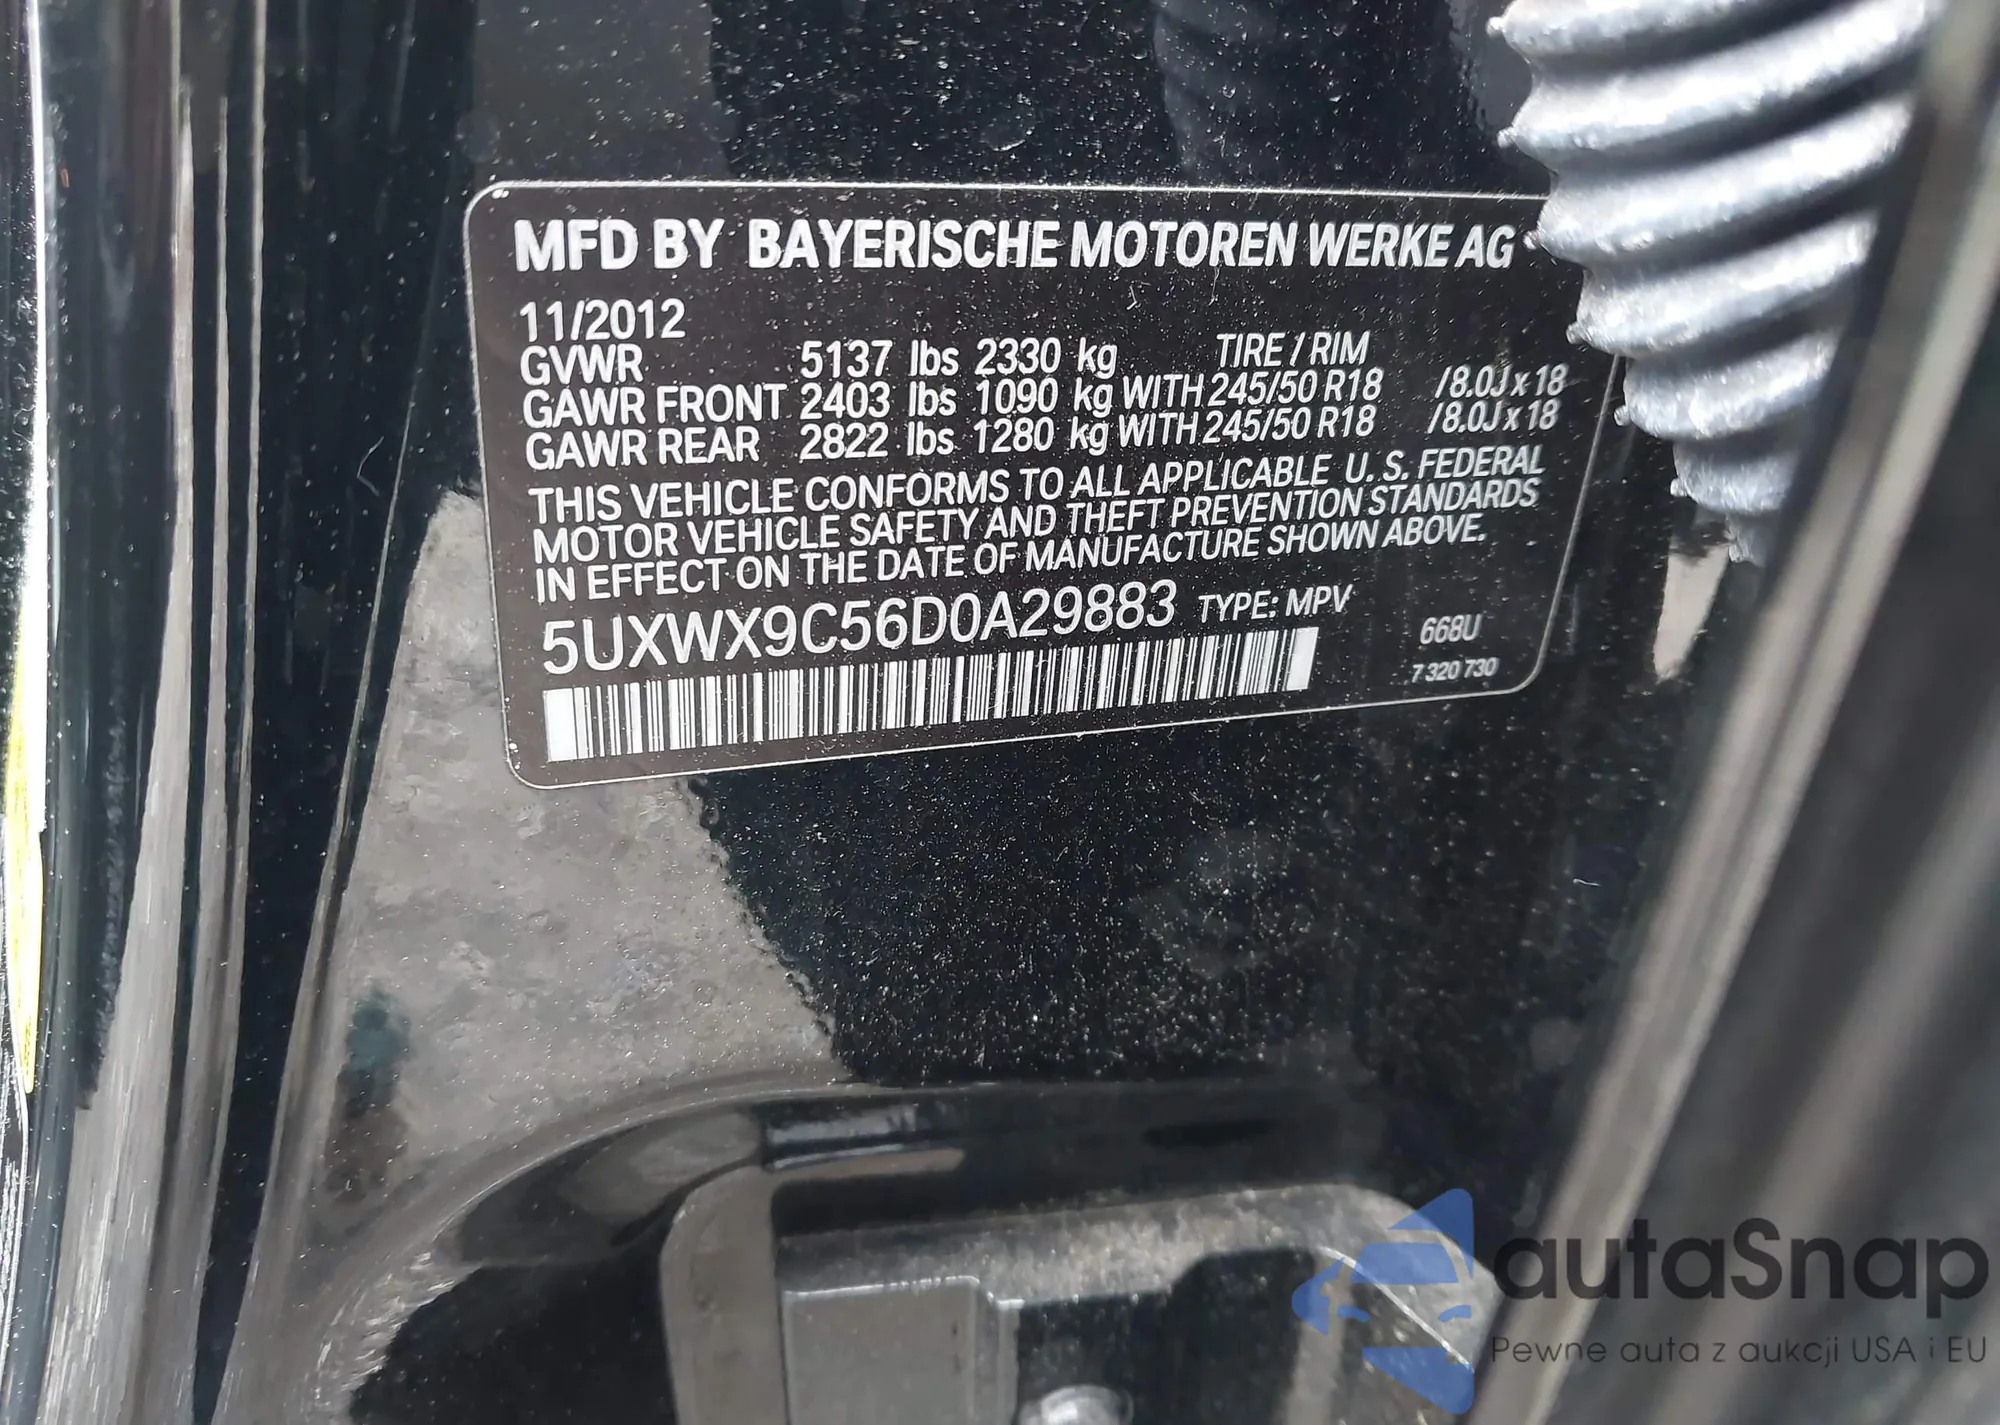 MFD BY BAYERISCHE MOTOREN WERKE AG
11/2012
GVWR 5137 lbs 2330 kg TIRE / RIM
GAWR FRONT 2403 lbs 1090 kg WITH 245/50 R18 /8.0J x 18
GAWR REAR 2822 lbs 1280 kg WITH 245/50 R18 /8.0J x 18
THIS VEHICLE CONFORMS TO ALL APPLICABLE U. S. FEDERAL
MOTOR VEHICLE SAFETY AND THEFT PREVENTION STANDARDS
IN EFFECT ON THE DATE OF MANUFACTURE SHOWN ABOVE.
5UXWX9C56D0A29883 TYPE: MPV
668U
7 320 730
autaSnap
Pewne auta z aukcji USA i EU